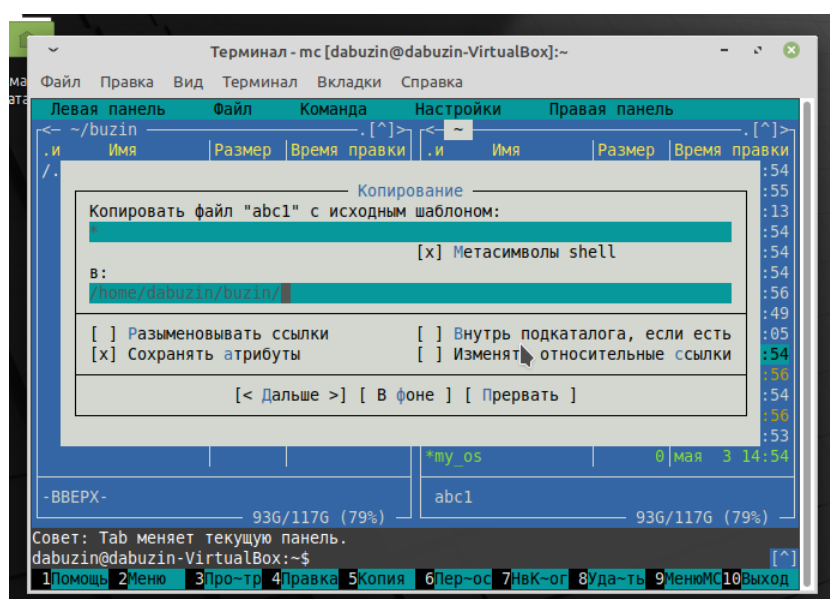 Терминал - mc [dabuzin@dabuzin-VirtualBox]:~
Файл Правка Вид Терминал Вкладки Справка
Левая панель Файл Команда Настройки Правая панель
<— ~/buzin .[^]> <— ~ .[^]>
.и Имя |Размер |Время правки .и Имя |Размер |Время правки
/. :54
Копирование :55
Копировать файл "abc1" с исходным шаблоном: :13
* :54
[x] Метасимволы shell :54
в: :54
/home/dabuzin/buzin/ :56
:49
[ ] Разыменовывать ссылки [ ] Внутрь подкаталога, если есть :05
[x] Сохранять атрибуты [ ] Изменять относительные ссылки :54
:56
[< Дальше >] [ В фоне ] [ Прервать ] :54
:56
:53
*my_os | 0|мая 3 14:54
-ВВЕРХ- abc1
93G/117G (79%) 93G/117G (79%)
Совет: Tab меняет текущую панель.
dabuzin@dabuzin-VirtualBox:~$ [^]
1Помощь 2Меню 3Про~тр 4Правка 5Копия 6Пер~ос 7НвК~ог 8Уда~ть 9МенюMC 10Выход